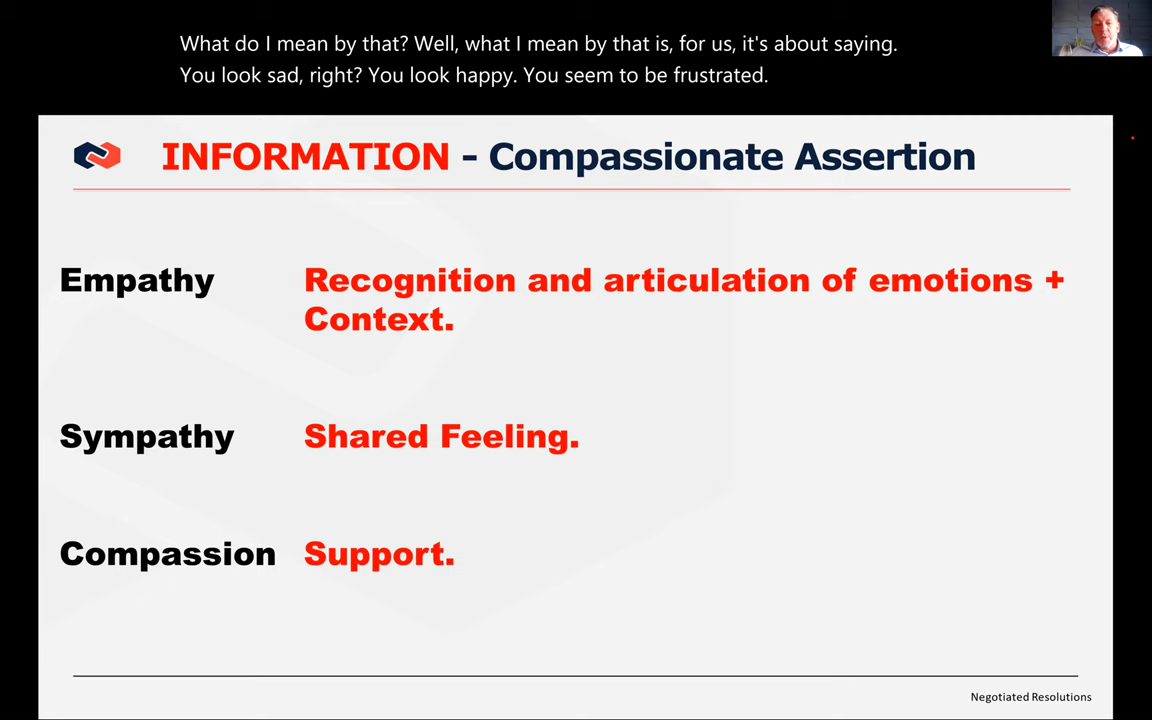 What do I mean by that? Well, what I mean by that is, for us, it's about saying.
You look sad, right? You look happy. You seem to be frustrated.
INFORMATION - Compassionate Assertion
Empathy Recognition and articulation of emotions +
Context.
Sympathy Shared Feeling.
Compassion Support.
Negotiated Resolutions